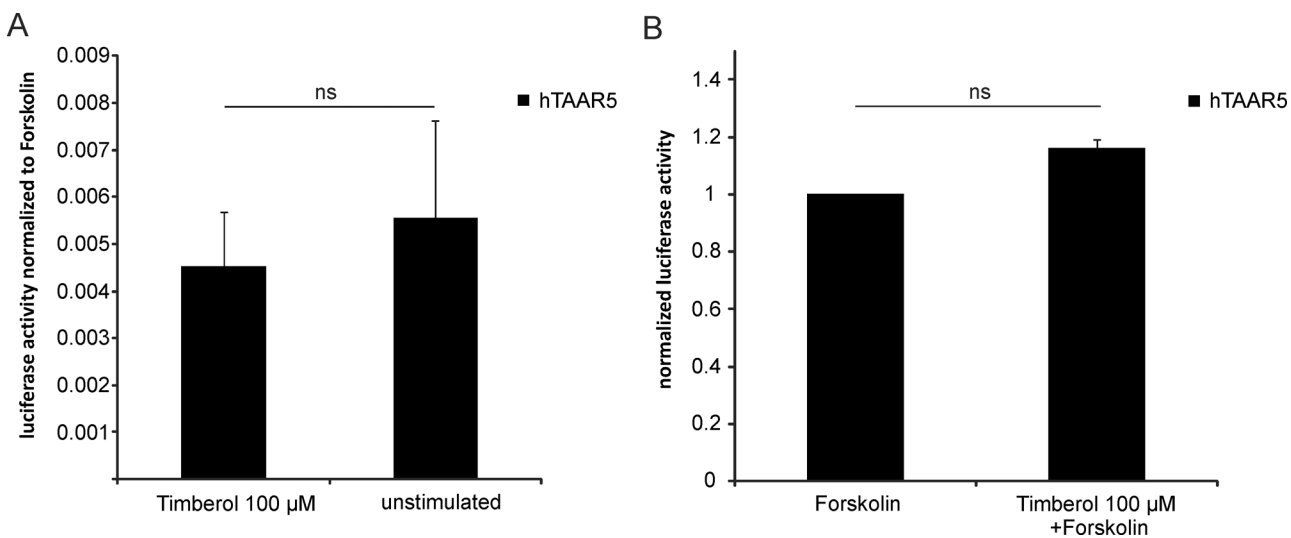 A
luciferase activity normalized to Forskolin
0.009
0.008
0.007
0.006
0.005
0.004
0.003
0.002
0.001
ns
hTAAR5
Timberol 100 µM
unstimulated
B
normalized luciferase activity
1.4
1.2
1
0.8
0.6
0.4
0.2
0
ns
hTAAR5
Forskolin
Timberol 100 µM
+Forskolin